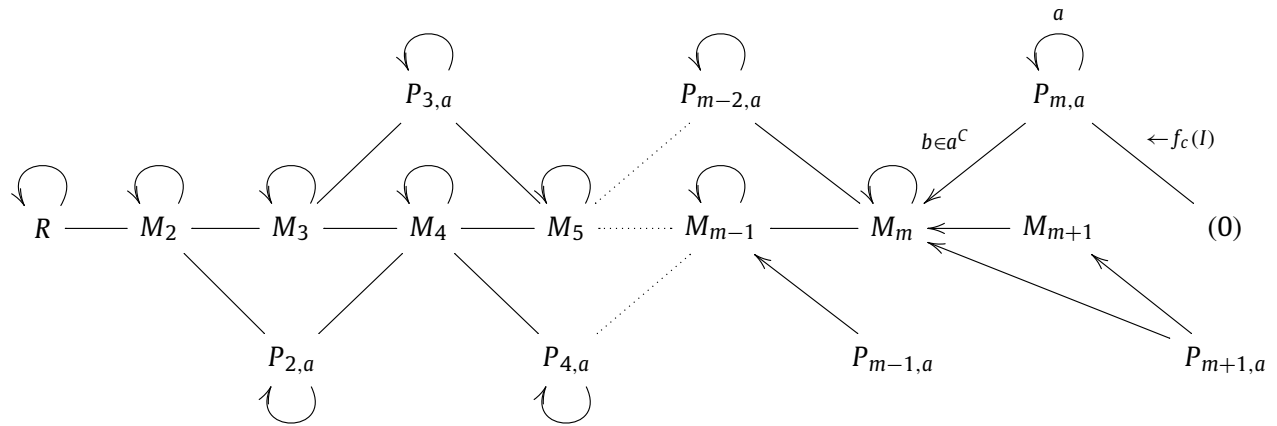 a
P_{3,a} P_{m−2,a} P_{m,a}
b∈a^C ←f_c(I)
R M_2 M_3 M_4 M_5 M_{m−1} M_m M_{m+1} (0)
P_{2,a} P_{4,a} P_{m−1,a} P_{m+1,a}